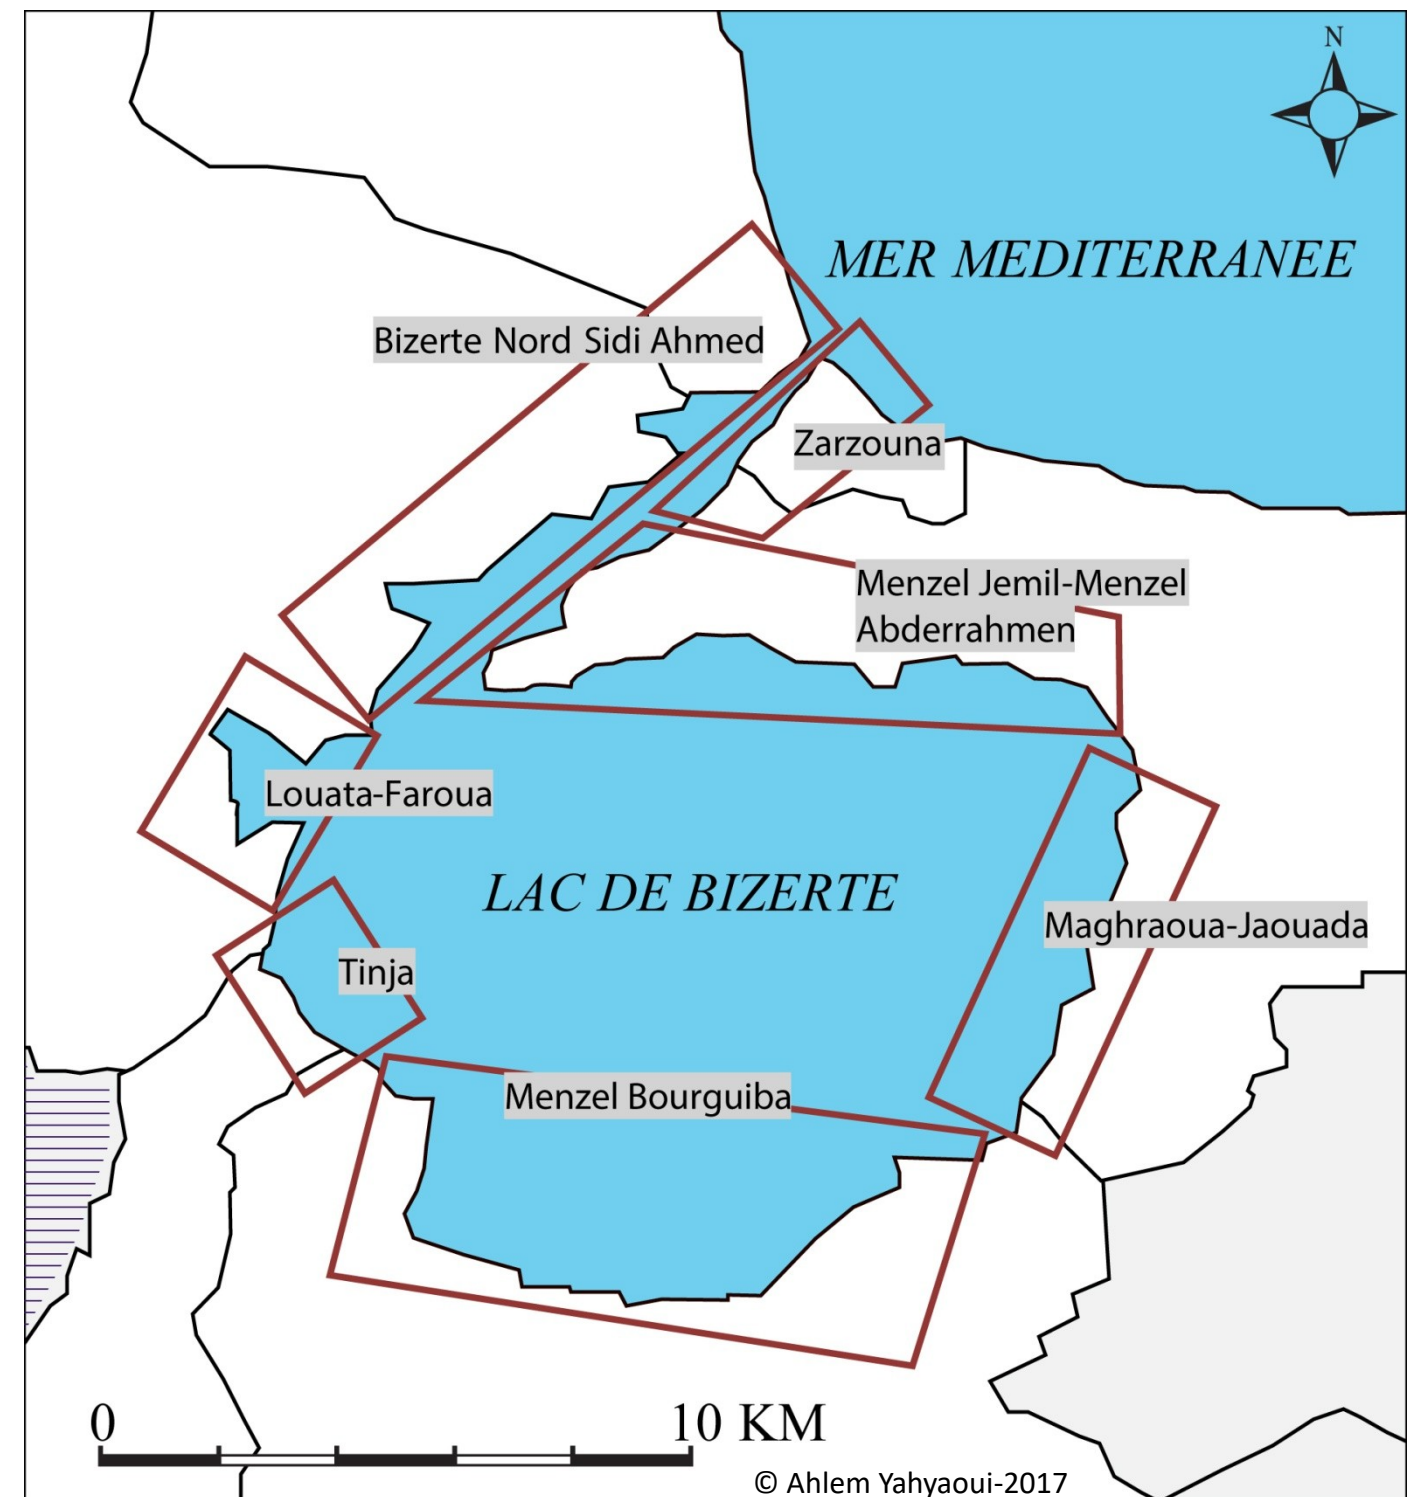 N
MER MEDITERRANEE
Bizerte Nord Sidi Ahmed
Zarzouna
Menzel Jemil-Menzel
Abderrahmen
Louata-Faroua
LAC DE BIZERTE
Maghraoua-Jaouada
Tinja
Menzel Bourguiba
0 10 KM
© Ahlem Yahyaoui-2017